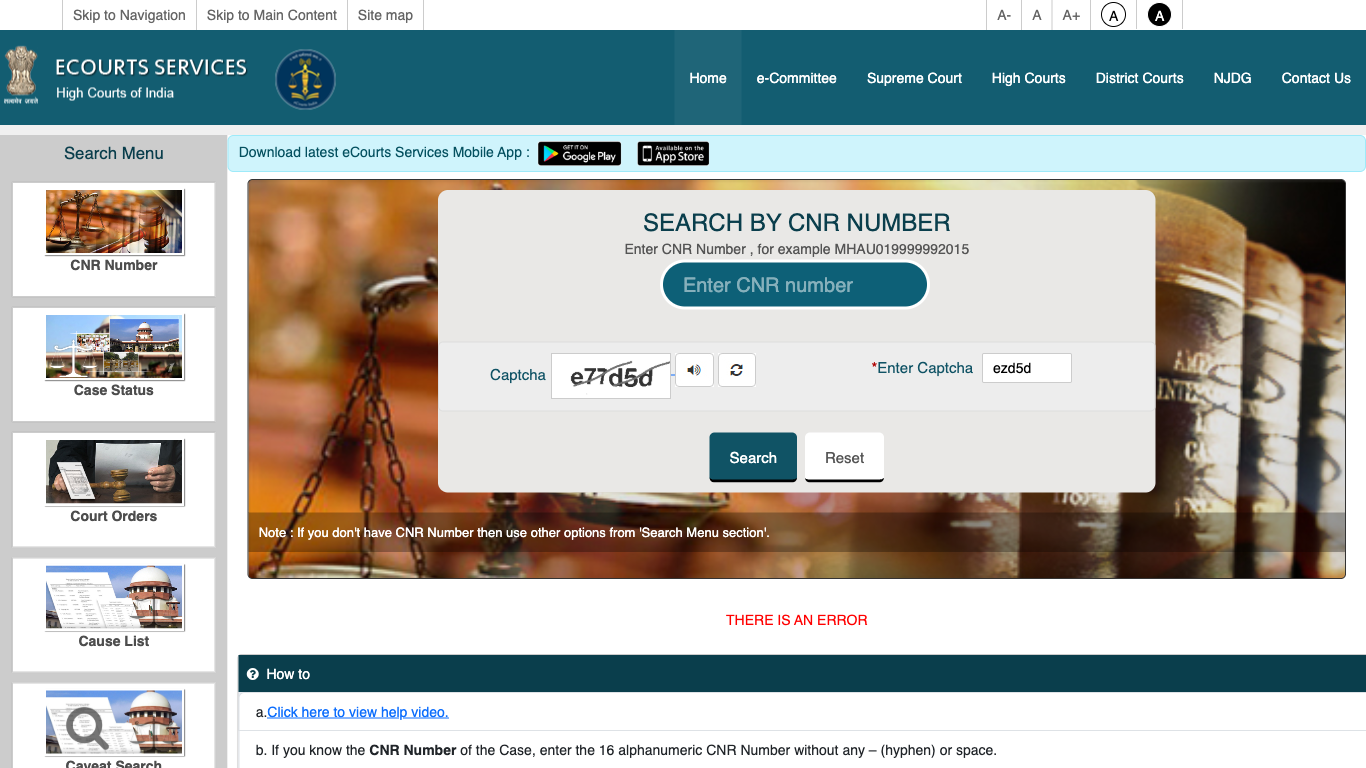 Skip to Navigation
Skip to Main Content
Site map
A-
A
A+
A
A
सत्यमेव जयते
ECOURTS SERVICES
High Courts of India
Home
e-Committee
Supreme Court
High Courts
District Courts
NJDG
Contact Us
Search Menu
CNR Number
Case Status
Court Orders
Cause List
Caveat Search
Download latest eCourts Services Mobile App :
GET IT ON
Google Play
Available on the
App Store
SEARCH BY CNR NUMBER
Enter CNR Number , for example MHAU019999992015
Enter CNR number
Captcha
e77d5d
*Enter Captcha
ezd5d
Search
Reset
Note : If you don't have CNR Number then use other options from 'Search Menu section'.
THERE IS AN ERROR
How to
a.Click here to view help video.
b. If you know the CNR Number of the Case, enter the 16 alphanumeric CNR Number without any – (hyphen) or space.